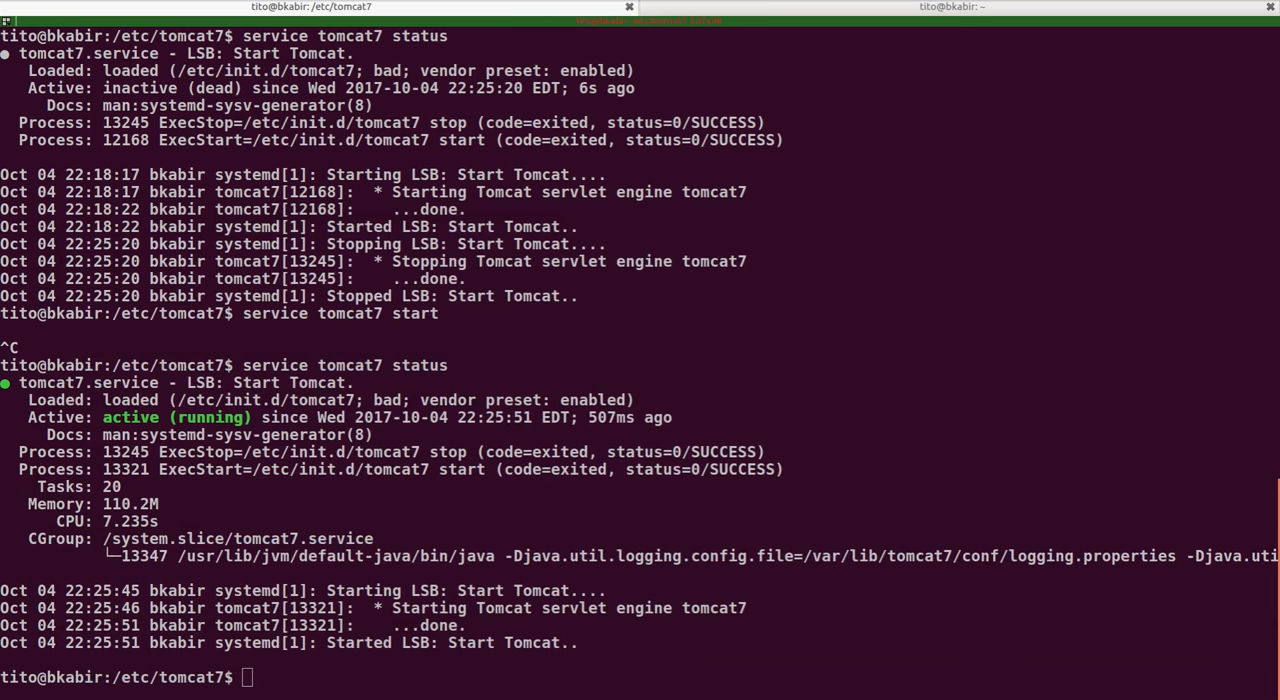 tito@bkabir: /etc/tomcat7
tito@bkabir: ~
tito@bkabir:/etc/tomcat7$ service tomcat7 status
● tomcat7.service - LSB: Start Tomcat.
   Loaded: loaded (/etc/init.d/tomcat7; bad; vendor preset: enabled)
   Active: inactive (dead) since Wed 2017-10-04 22:25:20 EDT; 6s ago
     Docs: man:systemd-sysv-generator(8)
  Process: 13245 ExecStop=/etc/init.d/tomcat7 stop (code=exited, status=0/SUCCESS)
  Process: 12168 ExecStart=/etc/init.d/tomcat7 start (code=exited, status=0/SUCCESS)
Oct 04 22:18:17 bkabir systemd[1]: Starting LSB: Start Tomcat....
Oct 04 22:18:17 bkabir tomcat7[12168]:  * Starting Tomcat servlet engine tomcat7
Oct 04 22:18:22 bkabir tomcat7[12168]:    ...done.
Oct 04 22:18:22 bkabir systemd[1]: Started LSB: Start Tomcat..
Oct 04 22:25:20 bkabir systemd[1]: Stopping LSB: Start Tomcat....
Oct 04 22:25:20 bkabir tomcat7[13245]:  * Stopping Tomcat servlet engine tomcat7
Oct 04 22:25:20 bkabir tomcat7[13245]:    ...done.
Oct 04 22:25:20 bkabir systemd[1]: Stopped LSB: Start Tomcat..
tito@bkabir:/etc/tomcat7$ service tomcat7 start
^C
tito@bkabir:/etc/tomcat7$ service tomcat7 status
● tomcat7.service - LSB: Start Tomcat.
   Loaded: loaded (/etc/init.d/tomcat7; bad; vendor preset: enabled)
   Active: active (running) since Wed 2017-10-04 22:25:51 EDT; 507ms ago
     Docs: man:systemd-sysv-generator(8)
  Process: 13245 ExecStop=/etc/init.d/tomcat7 stop (code=exited, status=0/SUCCESS)
  Process: 13321 ExecStart=/etc/init.d/tomcat7 start (code=exited, status=0/SUCCESS)
    Tasks: 20
   Memory: 110.2M
      CPU: 7.235s
   CGroup: /system.slice/tomcat7.service
           └─13347 /usr/lib/jvm/default-java/bin/java -Djava.util.logging.config.file=/var/lib/tomcat7/conf/logging.properties -Djava.uti
Oct 04 22:25:45 bkabir systemd[1]: Starting LSB: Start Tomcat....
Oct 04 22:25:46 bkabir tomcat7[13321]:  * Starting Tomcat servlet engine tomcat7
Oct 04 22:25:51 bkabir tomcat7[13321]:    ...done.
Oct 04 22:25:51 bkabir systemd[1]: Started LSB: Start Tomcat..
tito@bkabir:/etc/tomcat7$